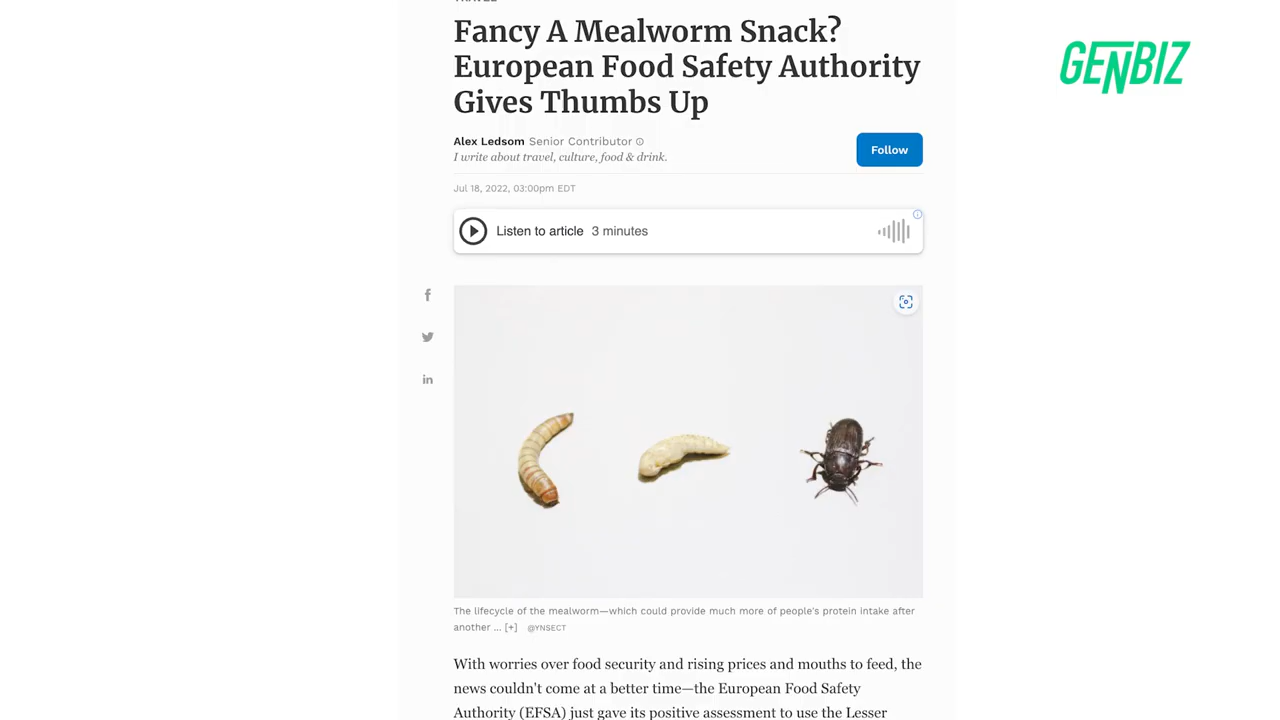 TRAVEL
Fancy A Mealworm Snack?
European Food Safety Authority
Gives Thumbs Up
GENBIZ
Alex Ledsom Senior Contributor
I write about travel, culture, food & drink.
Follow
Jul 18, 2022, 03:00pm EDT
Listen to article 3 minutes
The lifecycle of the mealworm—which could provide much more of people's protein intake after
another ... [+] @YNSECT
With worries over food security and rising prices and mouths to feed, the
news couldn't come at a better time—the European Food Safety
Authority (EFSA) just gave its positive assessment to use the Lesser